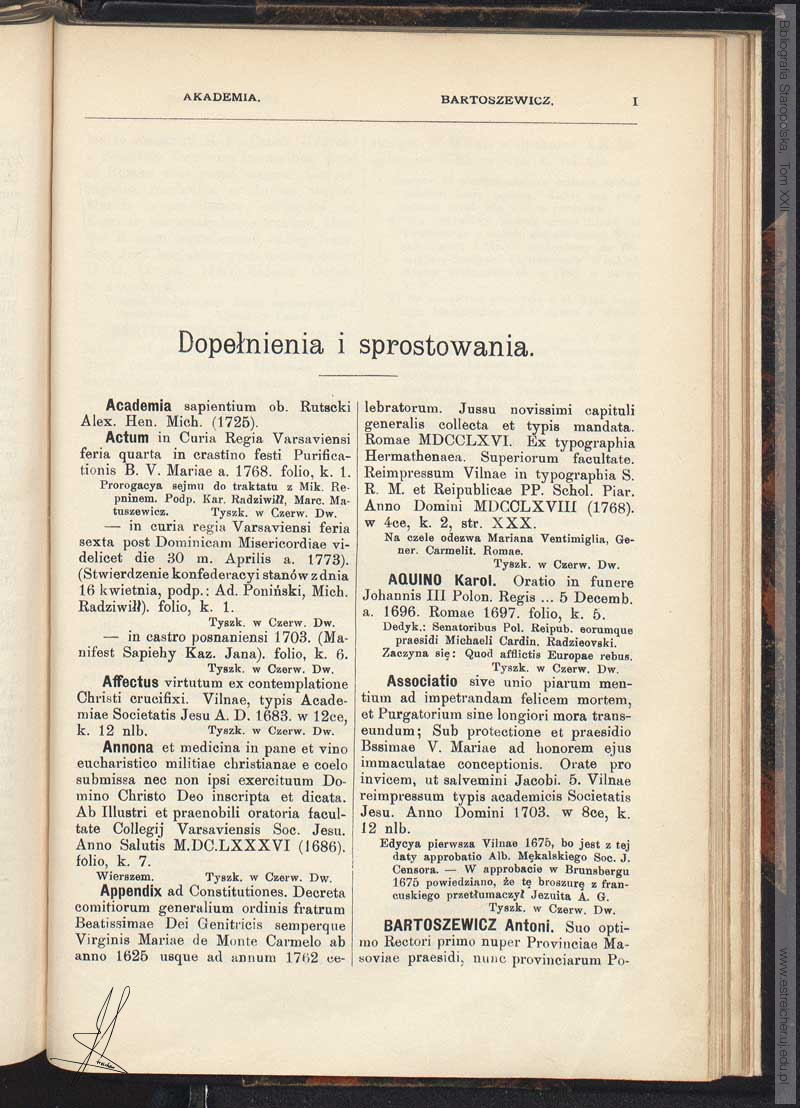 AKADEMIA. BARTOSZEWICZ. I
Dopełnienia i sprostowania.
Academia sapientium ob. Rutscki
Alex. Hen. Mich. (1725).
Actum in Curia Regia Varsaviensi
feria quarta in crastino festi Purifica-
tionis B. V. Mariae a. 1768. folio, k. 1.
Prorogacya sejmu do traktatu z Mik. Re-
pninem. Podp. Kar. Radziwiłł, Marc. Ma-
tuszewicz. Tyszk. w Czerw. Dw.
— in curia regia Varsaviensi feria
sexta post Dominicam Misericordiae vi-
delicet die 30 m. Aprilis a. 1773).
(Stwierdzenie konfederacyi stanów z dnia
16 kwietnia, podp.: Ad. Poniński, Mich.
Radziwiłł). folio, k. 1.
Tyszk. w Czerw. Dw.
— in castro posnaniensi 1703. (Ma-
nifest Sapiehy Kaz. Jana). folio, k. 6.
Tyszk. w Czerw. Dw.
Affectus virtutum ex contemplatione
Christi crucifixi. Vilnae, typis Acade-
miae Societatis Jesu A. D. 1683. w 12ce,
k. 12 nlb. Tyszk. w Czerw. Dw.
Annona et medicina in pane et vino
eucharistico militiae christianae e coelo
submissa nec non ipsi exercituum Do-
mino Christo Deo inscripta et dicata.
Ab Illustri et praenobili oratoria facul-
tate Collegij Varsaviensis Soc. Jesu.
Anno Salutis M.DC.LXXXVI (1686).
folio, k. 7.
Wierszem. Tyszk. w Czerw. Dw.
Appendix ad Constitutiones. Decreta
comitiorum generalium ordinis fratrum
Beatissimae Dei Genitricis semperque
Virginis Mariae de Monte Carmelo ab
anno 1625 usque ad annum 1762 ce-
lebratorum. Jussu novissimi capituli
generalis collecta et typis mandata.
Romae MDCCLXVI. Ex typographia
Hermathenaea. Superiorum facultate.
Reimpressum Vilnae in typographia S.
R. M. et Reipublicae PP. Schol. Piar.
Anno Domini MDCCLXVIII (1768).
w 4ce, k. 2, str. XXX.
Na czele odezwa Mariana Ventimiglia, Ge-
ner. Carmelit. Romae.
Tyszk. w Czerw. Dw.
AQUINO Karol. Oratio in funere
Johannis III Polon. Regis ... 5 Decemb.
a. 1696. Romae 1697. folio, k. 5.
Dedyk.: Senatoribus Pol. Reipub. eorumque
praesidi Michaeli Cardin. Radzieovski.
Zaczyna się: Quod afflictis Europae rebus.
Tyszk. w Czerw. Dw.
Associatio sive unio piarum men-
tium ad impetrandam felicem mortem,
et Purgatorium sine longiori mora trans-
eundum; Sub protectione et praesidio
Bssimae V. Mariae ad honorem ejus
immaculatae conceptionis. Orate pro
invicem, ut salvemini Jacobi. 5. Vilnae
reimpressum typis academicis Societatis
Jesu. Anno Domini 1703. w 8ce, k.
12 nlb.
Edycya pierwsza Vilnae 1675, bo jest z tej
daty approbatio Alb. Mękalskiego Soc. J.
Censora. — W approbacie w Brunsbergu
1675 powiedziano, że tę broszurę z fran-
cuskiego przetłumaczył Jezuita A. G.
Tyszk. w Czerw. Dw.
BARTOSZEWICZ Antoni. Suo opti-
mo Rectori primo nuper Provinciae Ma-
soviae praesidi, nunc provinciarum Po-
Bibliografia Staropolska. Tom XXII
www.estreicher.uj.edu.pl